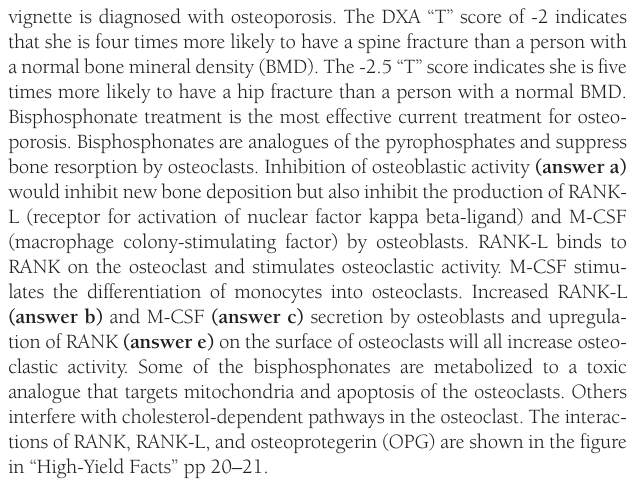 vignette is diagnosed with osteoporosis. The DXA “T” score of -2 indicates
that she is four times more likely to have a spine fracture than a person with
a normal bone mineral density (BMD). The -2.5 “T” score indicates she is five
times more likely to have a hip fracture than a person with a normal BMD.
Bisphosphonate treatment is the most effective current treatment for osteo-
porosis. Bisphosphonates are analogues of the pyrophosphates and suppress
bone resorption by osteoclasts. Inhibition of osteoblastic activity (answer a)
would inhibit new bone deposition but also inhibit the production of RANK-
L (receptor for activation of nuclear factor kappa beta-ligand) and M-CSF
(macrophage colony-stimulating factor) by osteoblasts. RANK-L binds to
RANK on the osteoclast and stimulates osteoclastic activity. M-CSF stimu-
lates the differentiation of monocytes into osteoclasts. Increased RANK-L
(answer b) and M-CSF (answer c) secretion by osteoblasts and upregula-
tion of RANK (answer e) on the surface of osteoclasts will all increase osteo-
clastic activity. Some of the bisphosphonates are metabolized to a toxic
analogue that targets mitochondria and apoptosis of the osteoclasts. Others
interfere with cholesterol-dependent pathways in the osteoclast. The interac-
tions of RANK, RANK-L, and osteoprotegerin (OPG) are shown in the figure
in “High-Yield Facts” pp 20–21.